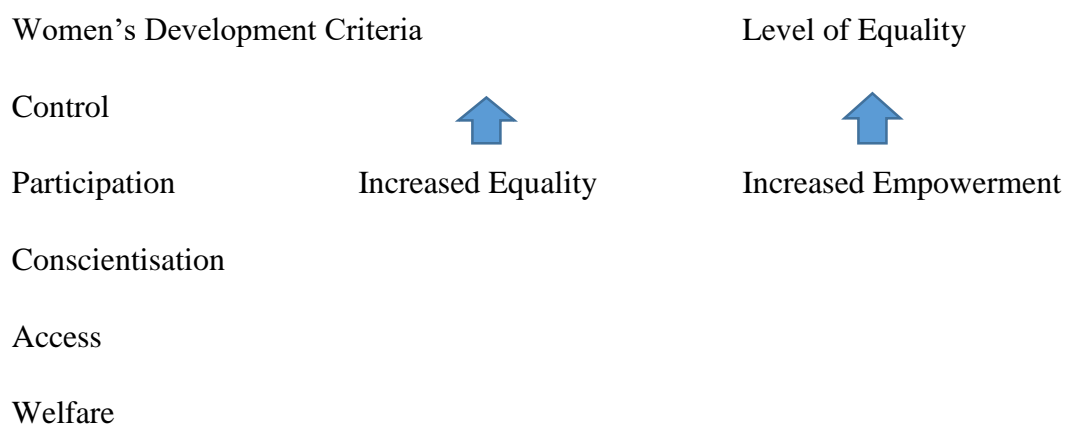 Women’s Development Criteria Level of Equality
Control
Participation Increased Equality Increased Empowerment
Conscientisation
Access
Welfare